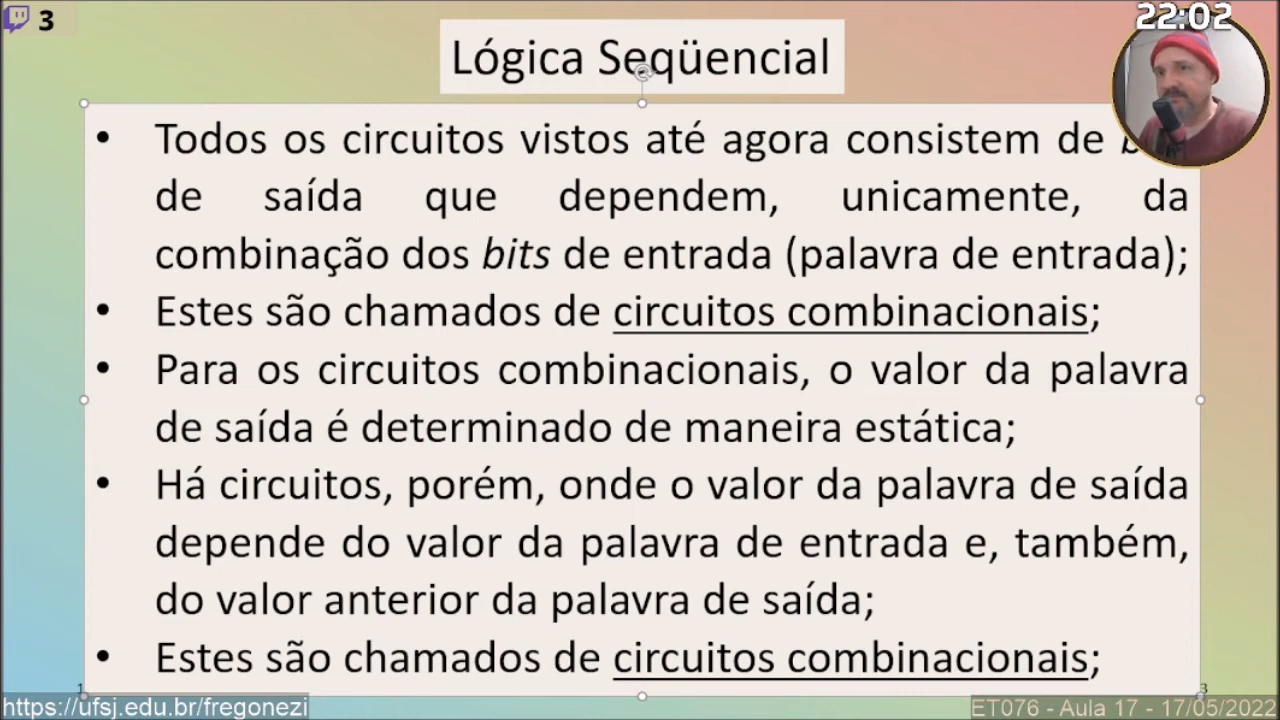 3
22:02
Lógica Seqüencial
• Todos os circuitos vistos até agora consistem de
de saída que dependem, unicamente, da
combinação dos bits de entrada (palavra de entrada);
• Estes são chamados de circuitos combinacionais;
• Para os circuitos combinacionais, o valor da palavra
de saída é determinado de maneira estática;
• Há circuitos, porém, onde o valor da palavra de saída
depende do valor da palavra de entrada e, também,
do valor anterior da palavra de saída;
• Estes são chamados de circuitos combinacionais;
1
3
https://ufsj.edu.br/fregonezi
ET076 - Aula 17 - 17/05/2022